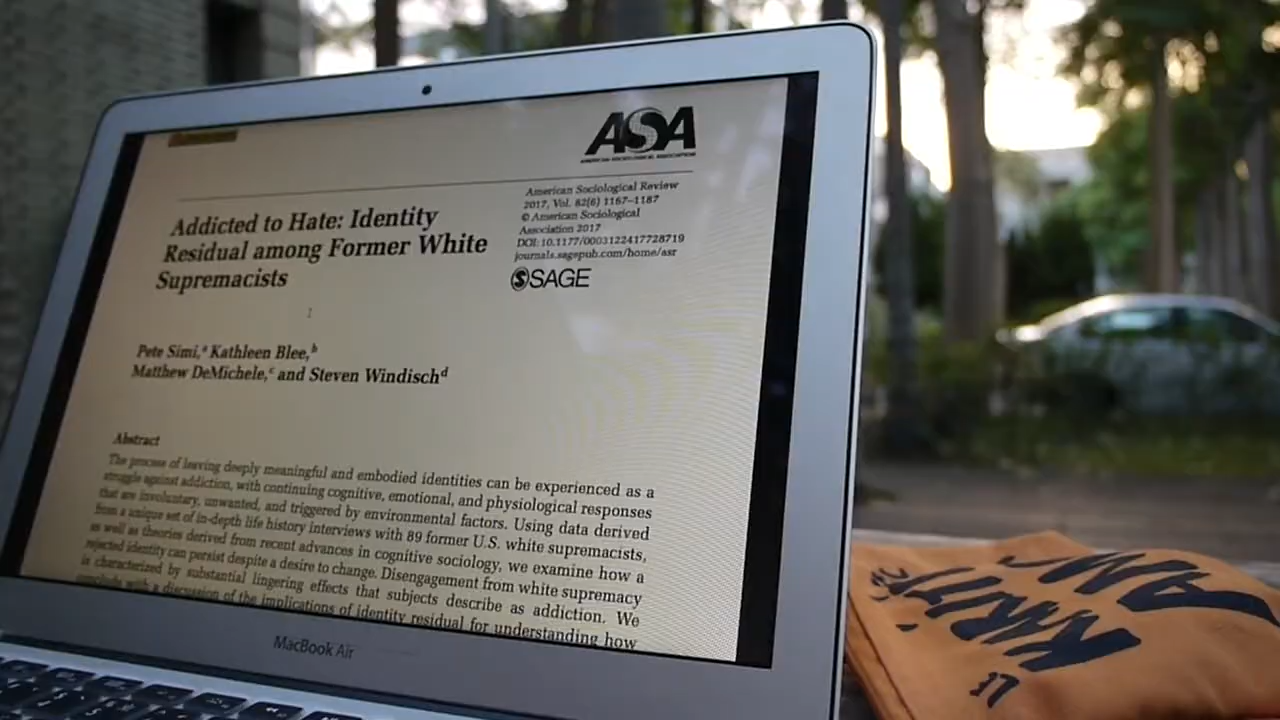 ASA
AMERICAN SOCIOLOGICAL ASSOCIATION
American Sociological Review
2017, Vol. 82(6) 1167–1187
© American Sociological
Association 2017
DOI: 10.1177/0003122417728719
journals.sagepub.com/home/asr
SAGE
Addicted to Hate: Identity
Residual among Former White
Supremacists
Pete Simi,a Kathleen Blee,b
Matthew DeMichele,c and Steven Windischd
Abstract
The process of leaving deeply meaningful and embodied identities can be experienced as a
struggle against addiction, with continuing cognitive, emotional, and physiological responses
that are involuntary, unwanted, and triggered by environmental factors. Using data derived
from a unique set of in-depth life history interviews with 89 former U.S. white supremacists,
as well as theories derived from recent advances in cognitive sociology, we examine how a
rejected identity can persist despite a desire to change. Disengagement from white supremacy
is characterized by substantial lingering effects that subjects describe as addiction. We
conclude with a discussion of the implications of identity residual for understanding how
MacBook Air